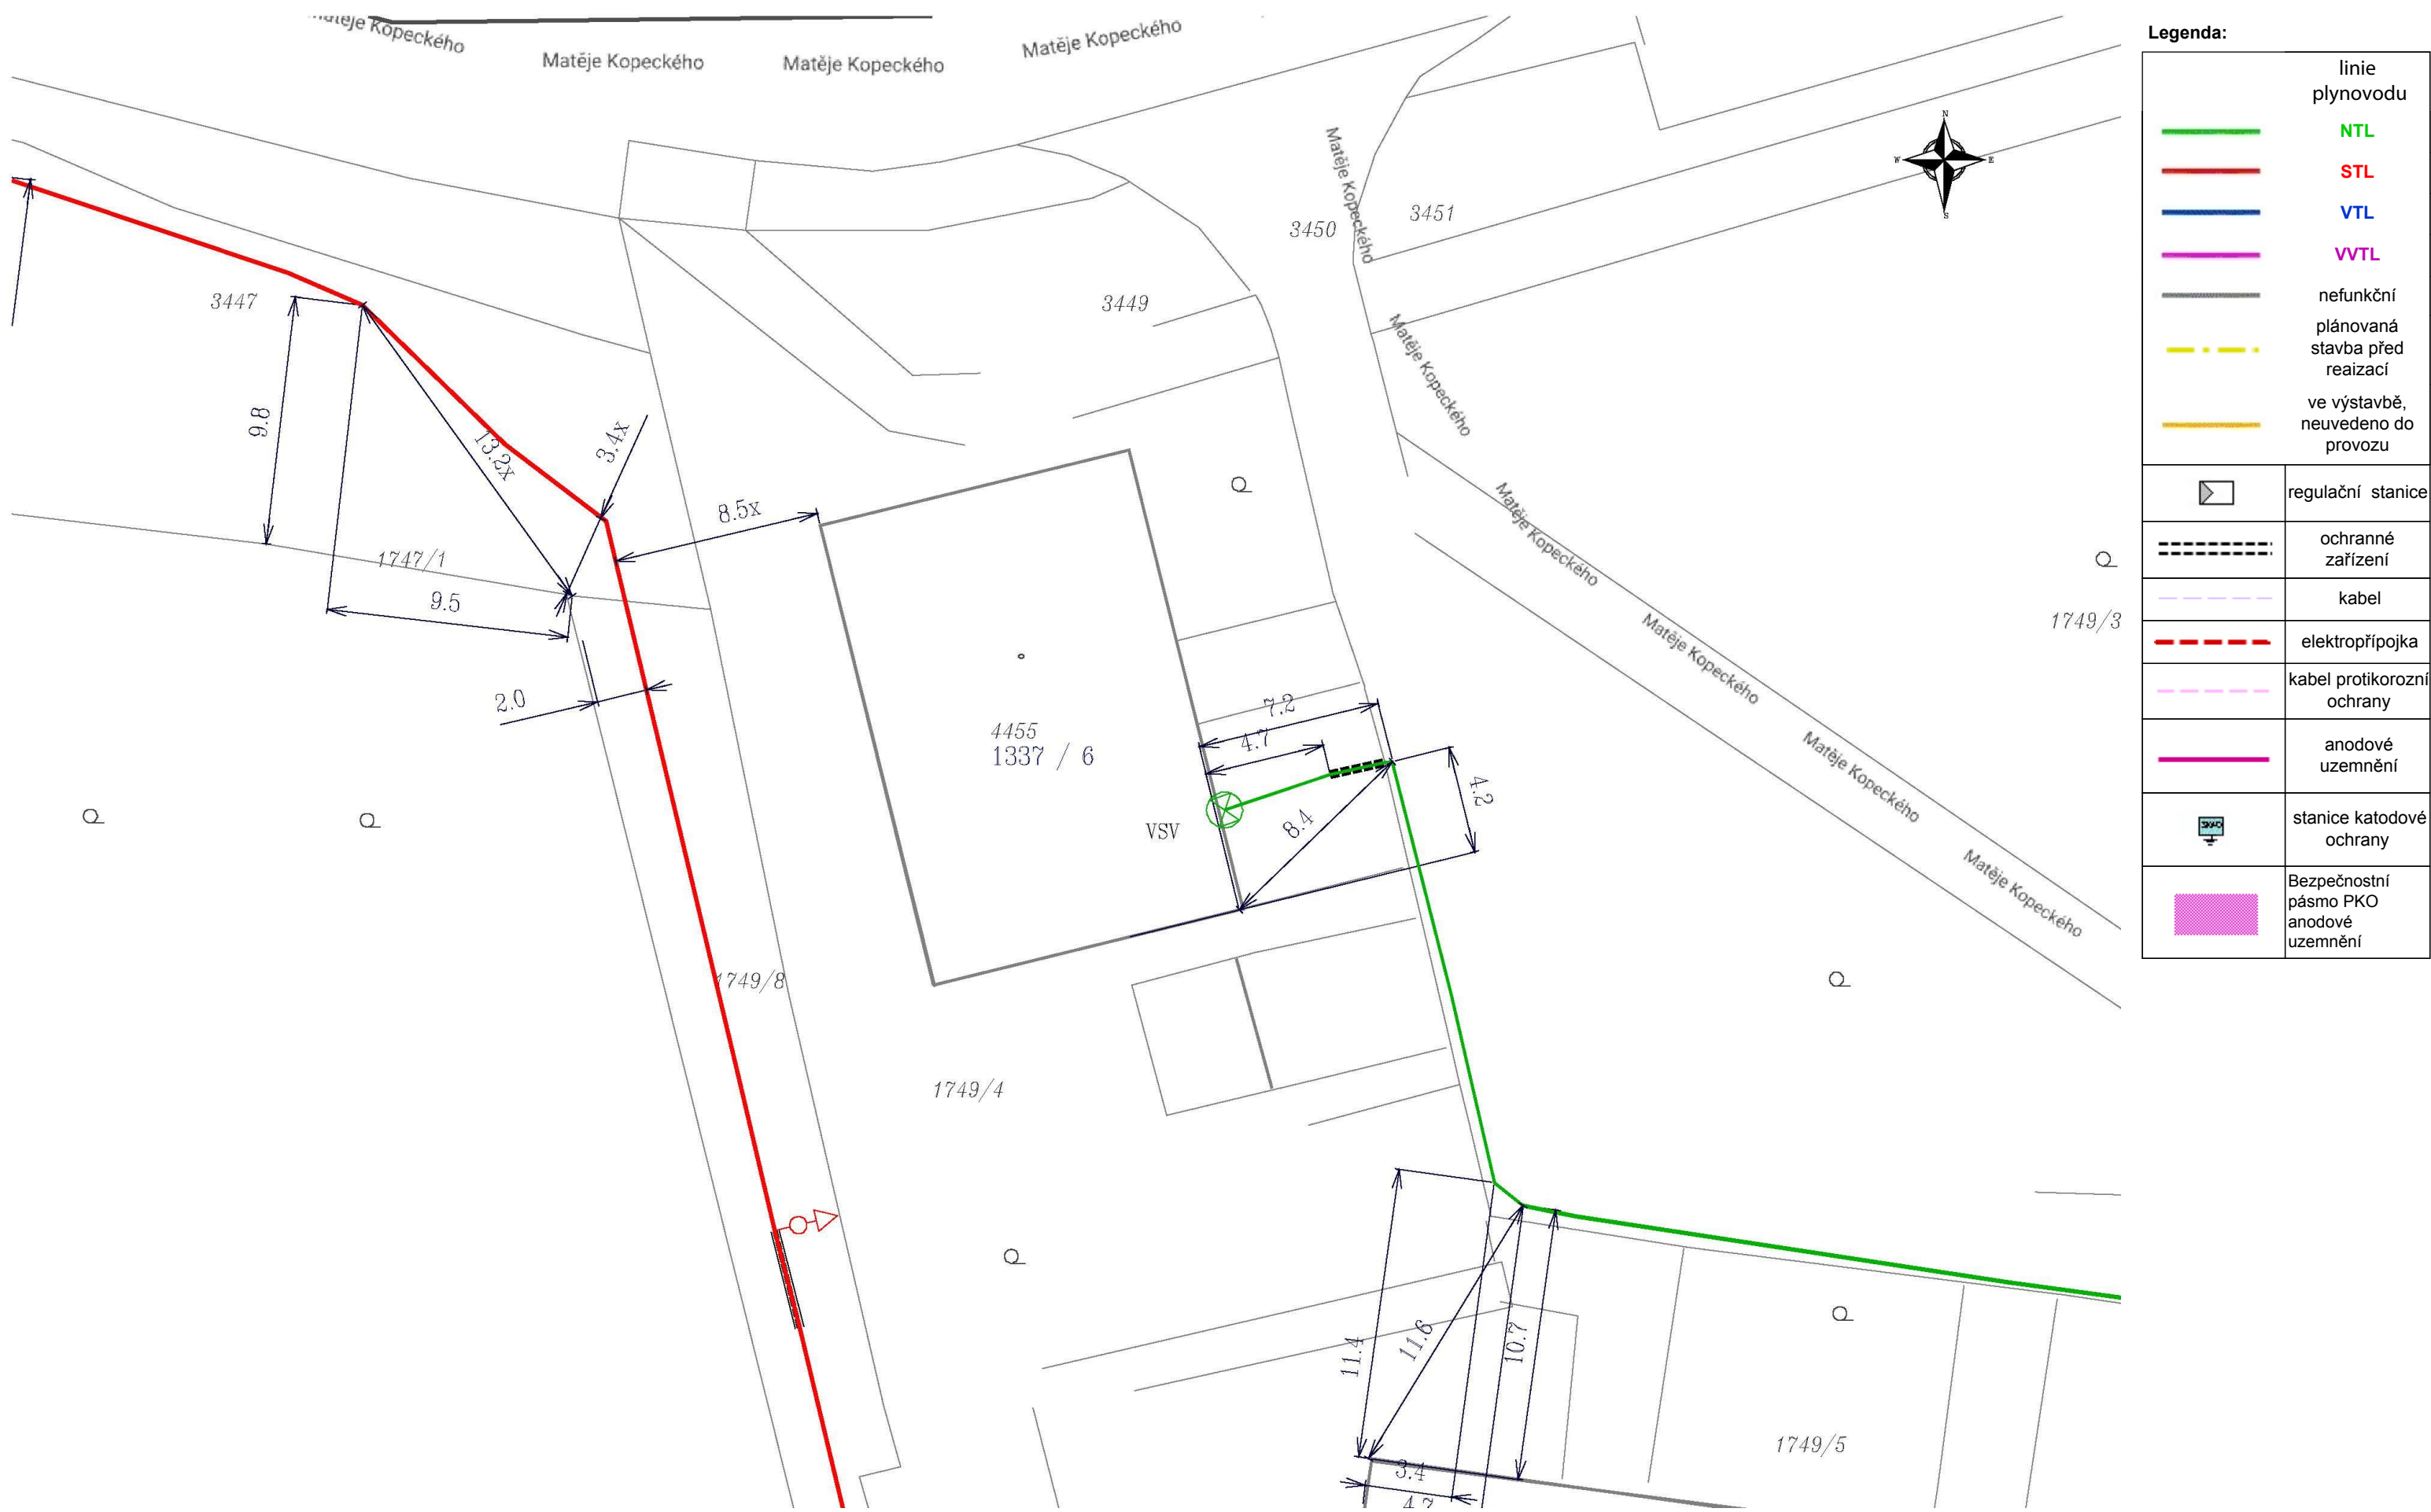 Matěje Kopeckého
Matěje Kopeckého
Matěje Kopeckého
Matěje Kopeckého
Matěje Kopeckého
3450
3451
3447
3449
Matěje Kopeckého
9.8
13.2x
3.4x
8.5x
1747/1
9.5
2.0
Matěje Kopeckého
Matěje Kopeckého
Matěje Kopeckého
Matěje Kopeckého
1749/3
4455
1337 / 6
7.2
4.7
4.2
8.4
VSV
1749/8
1749/4
11.4
11.6
10.7
3.4
4.7
1749/5
N
W
E
S
Legenda:
linie
plynovodu
NTL
STL
VTL
VVTL
nefunkční
plánovaná
stavba před
reaizací
ve výstavbě,
neuvedeno do
provozu
regulační stanice
ochranné
zařízení
kabel
elektropřípojka
kabel protikorozní
ochrany
anodové
uzemnění
SKAO
stanice katodové
ochrany
Bezpečnostní
pásmo PKO
anodové
uzemnění